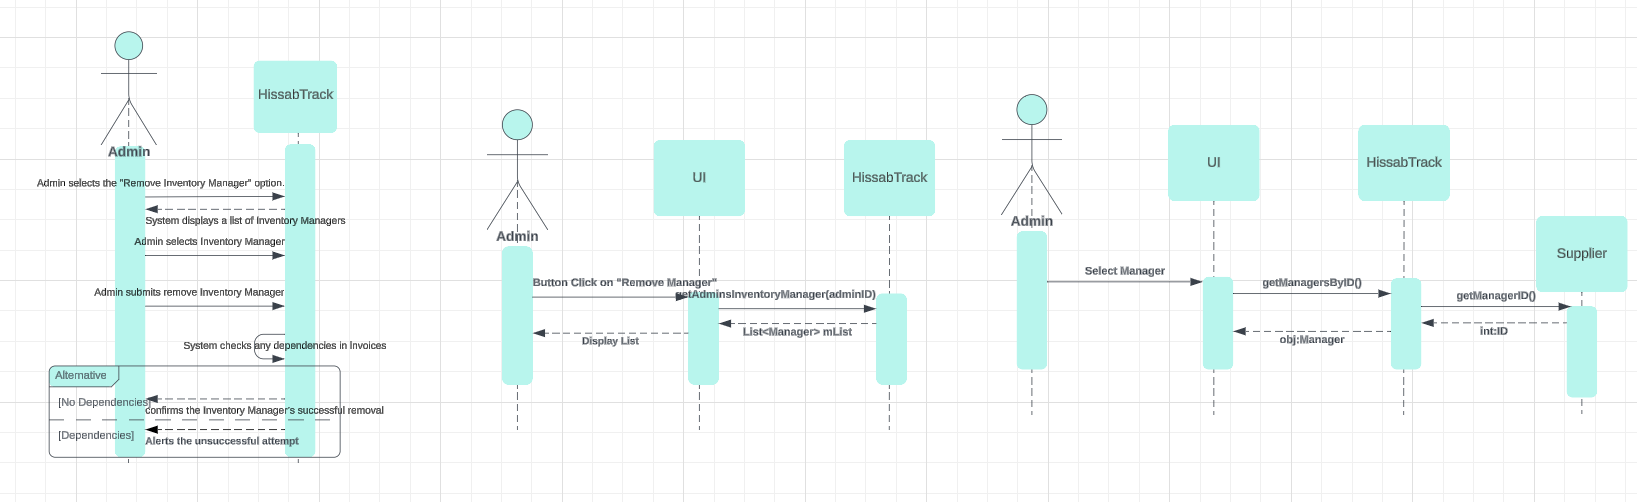 HissabTrack
Admin
Admin selects the "Remove Inventory Manager" option.
System displays a list of Inventory Managers
Admin selects Inventory Manager
Admin submits remove Inventory Manager
System checks any dependencies in Invoices
Alternative
[No Dependencies]
confirms the Inventory Manager's successful removal
[Dependencies]
Alerts the unsuccessful attempt
UI
HissabTrack
Admin
Button Click on "Remove Manager"
getAdminsInventoryManager(adminID)
List<Manager> mList
Display List
UI
HissabTrack
Admin
Supplier
Select Manager
getManagersByID()
getManagerID()
int:ID
obj:Manager